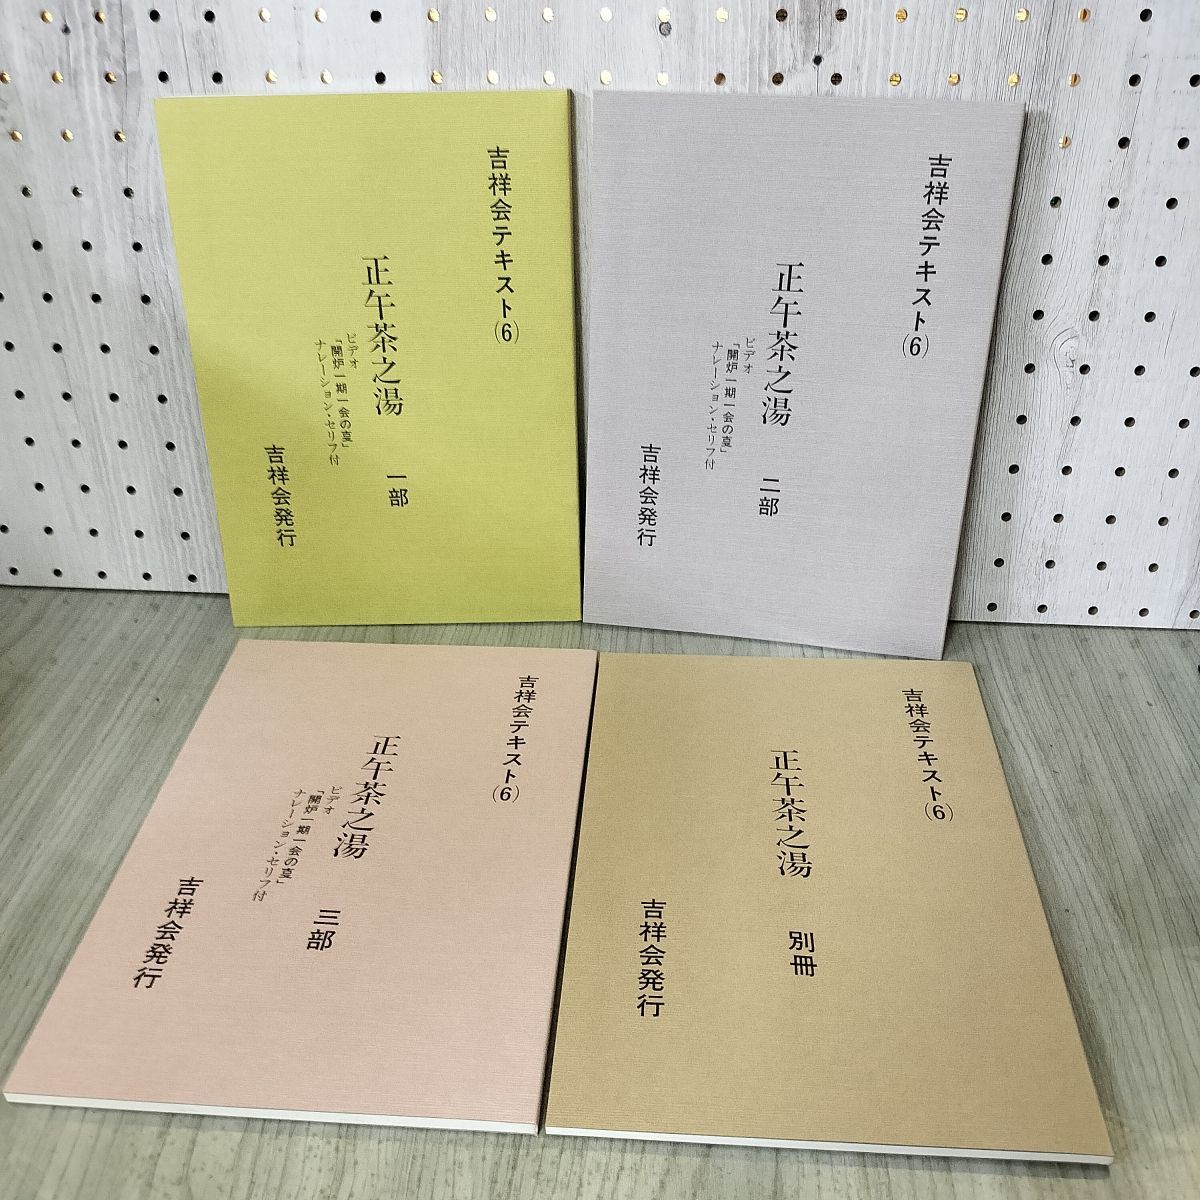 吉祥会テキスト(6)
正午茶之湯 一部
ビデオ
「開炉一期一会の宴」
ナレーション・セリフ付
吉祥会発行
吉祥会テキスト(6)
正午茶之湯 二部
ビデオ
「開炉一期一会の宴」
ナレーション・セリフ付
吉祥会発行
吉祥会テキスト(6)
正午茶之湯 三部
ビデオ
「開炉一期一会の宴」
ナレーション・セリフ付
吉祥会発行
吉祥会テキスト(6)
正午茶之湯 別冊
吉祥会発行